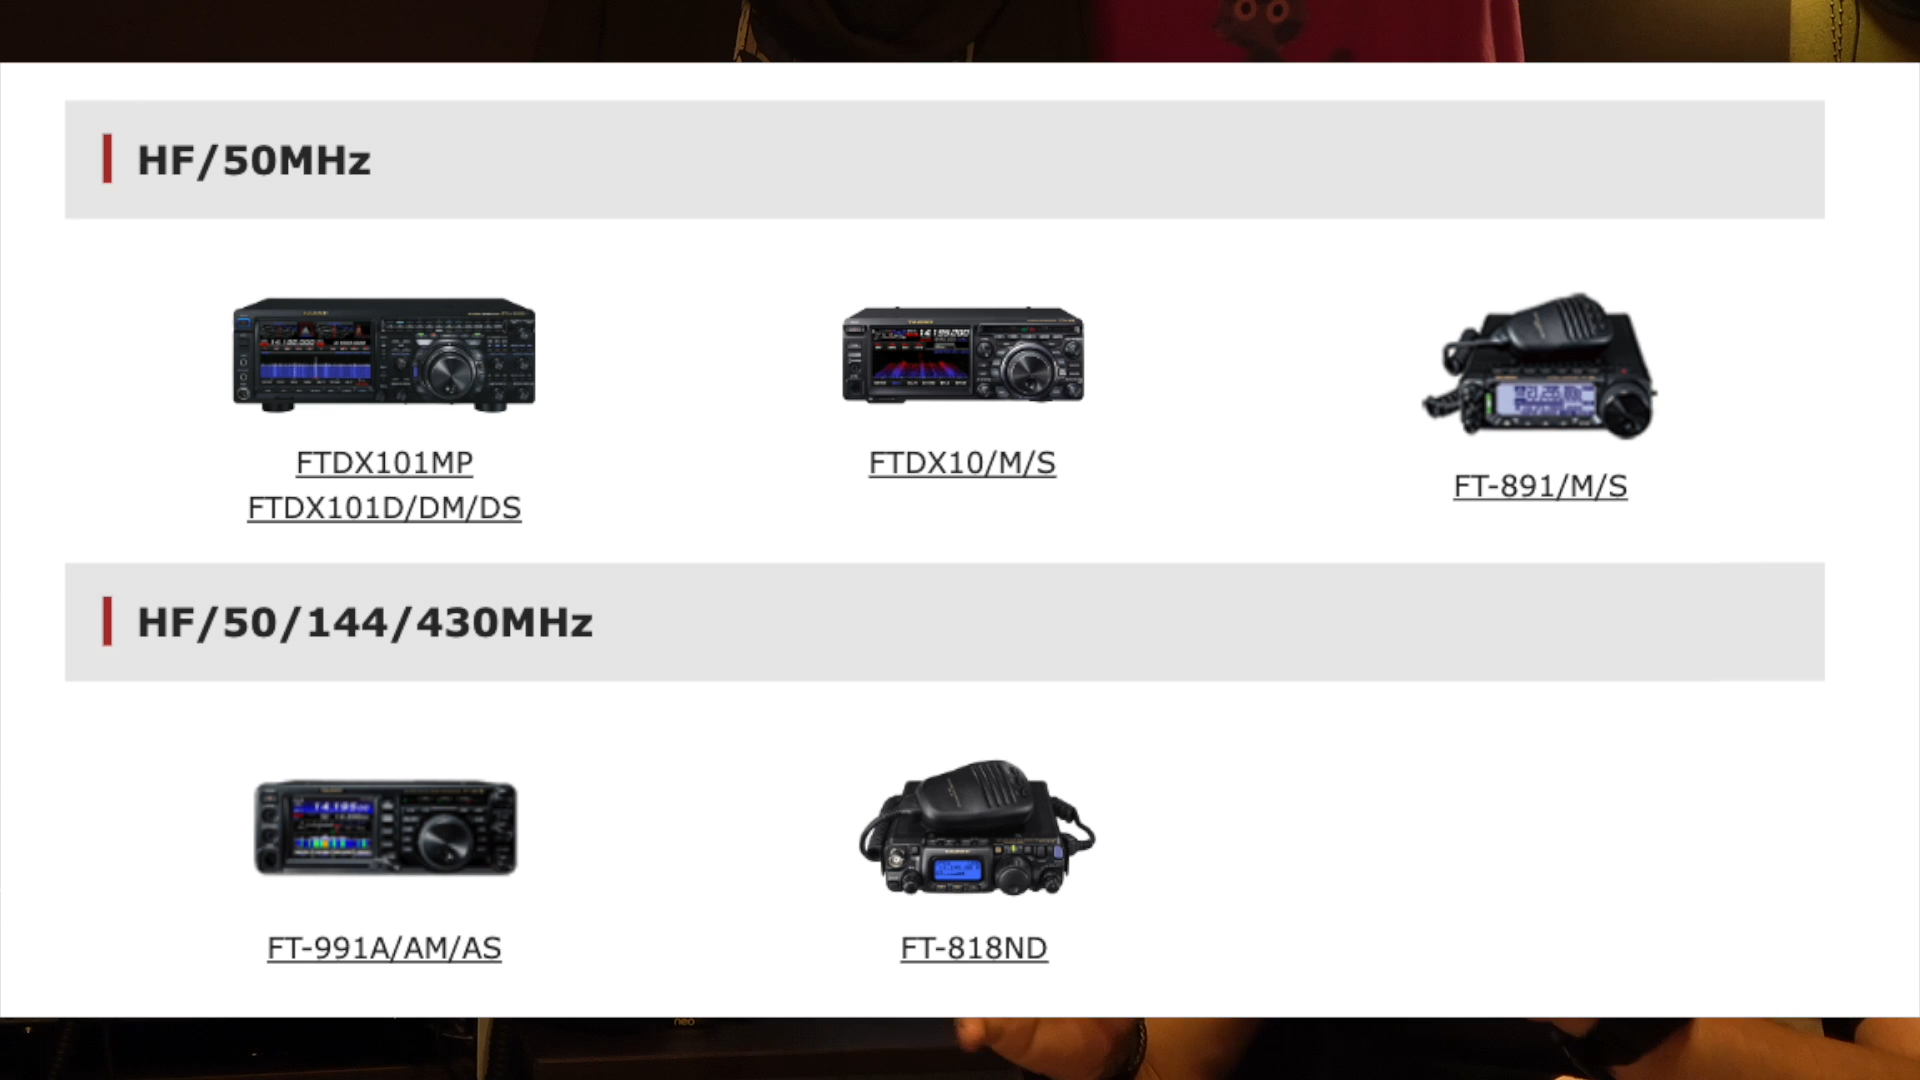 HF/50MHz
FTDX101MP
FTDX101D/DM/DS
FTDX10/M/S
FT-891/M/S
HF/50/144/430MHz
FT-991A/AM/AS
FT-818ND
neo